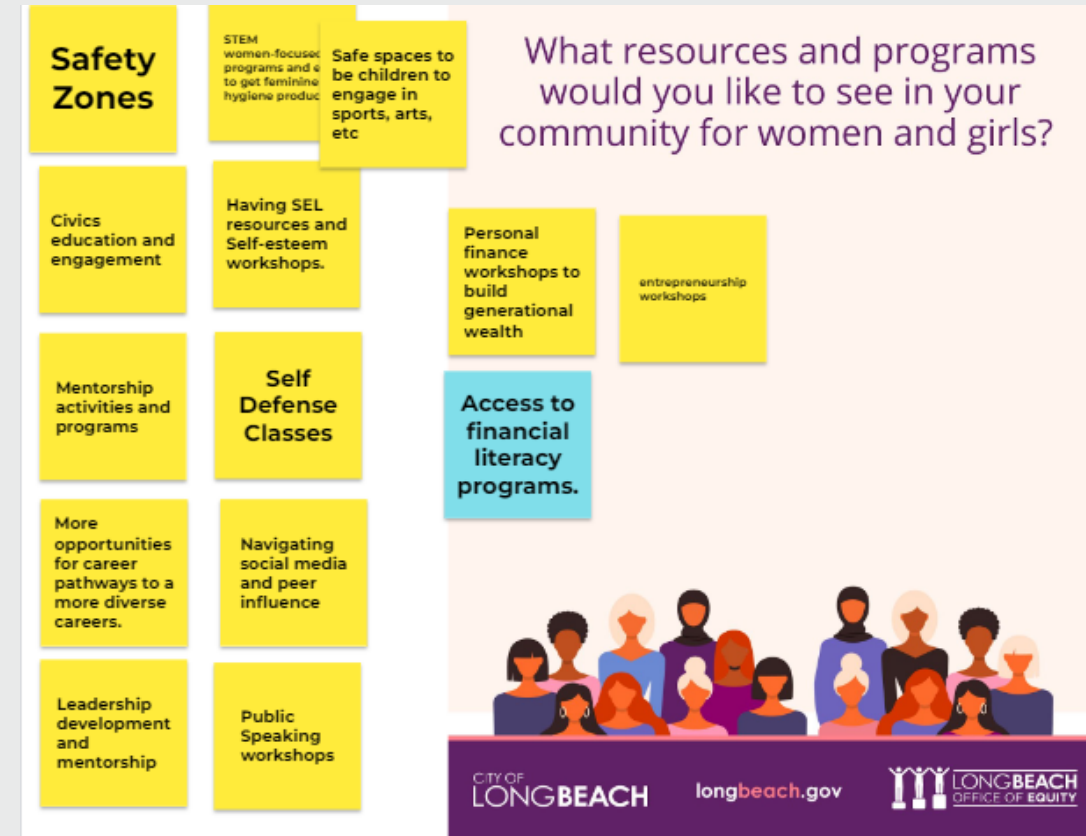 Safety
Zones
STEM
women-focused
programs and
to get feminine
hygiene
Safe spaces to
be children to
engage in
sports, arts,
etc
What resources and programs
would you like to see in your
community for women and girls?
Civics
education and
engagement
Having SEL
resources and
Self-esteem
workshops.
Personal
finance
workshops to
build
generational
wealth
entrepreneurship
workshops
Mentorship
activities and
programs
Self
Defense
Classes
Access to
financial
literacy
programs.
More
opportunities
for career
pathways to a
more diverse
careers.
Navigating
social media
and peer
influence
Leadership
development
and
mentorship
Public
Speaking
workshops
CITY OF
LONGBEACH
longbeach.gov
LONGBEACH
OFFICE OF EQUITY